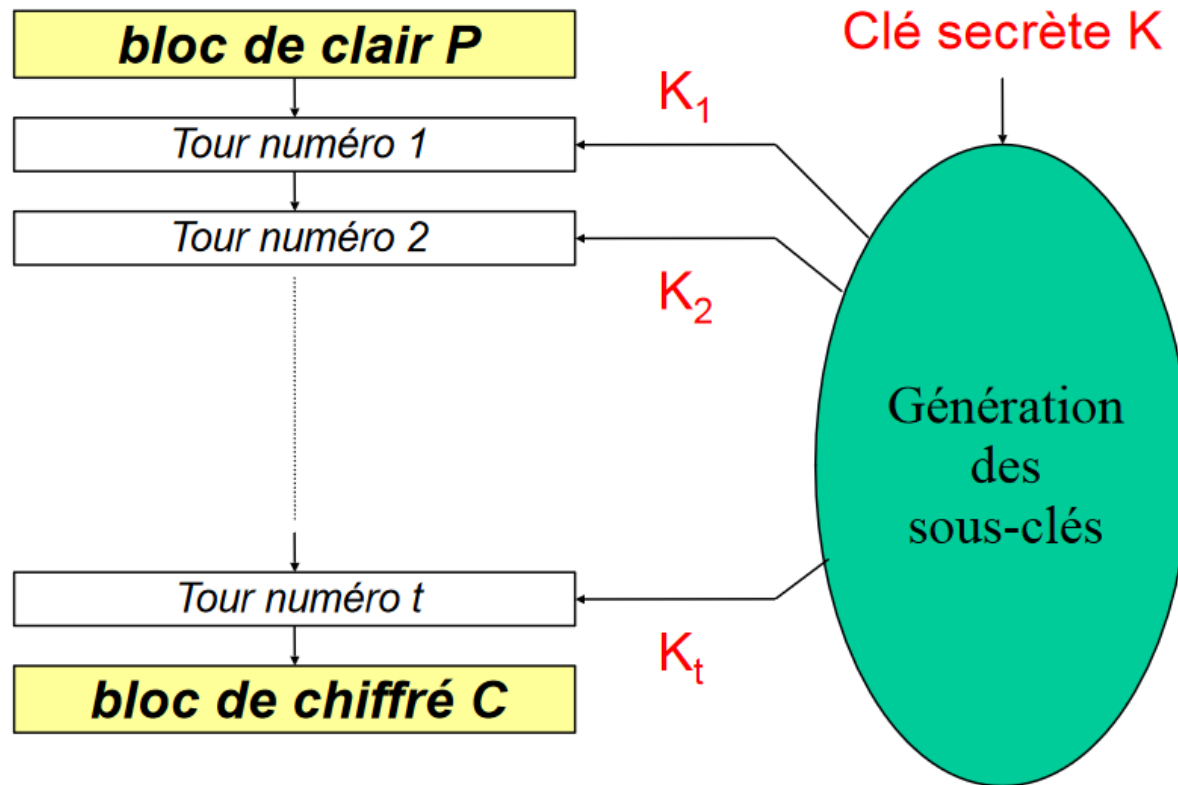 bloc de clair P
Clé secrète K
K₁
Tour numéro 1
Tour numéro 2
K₂
Génération
des
sous-clés
Tour numéro t
Kₜ
bloc de chiffré C